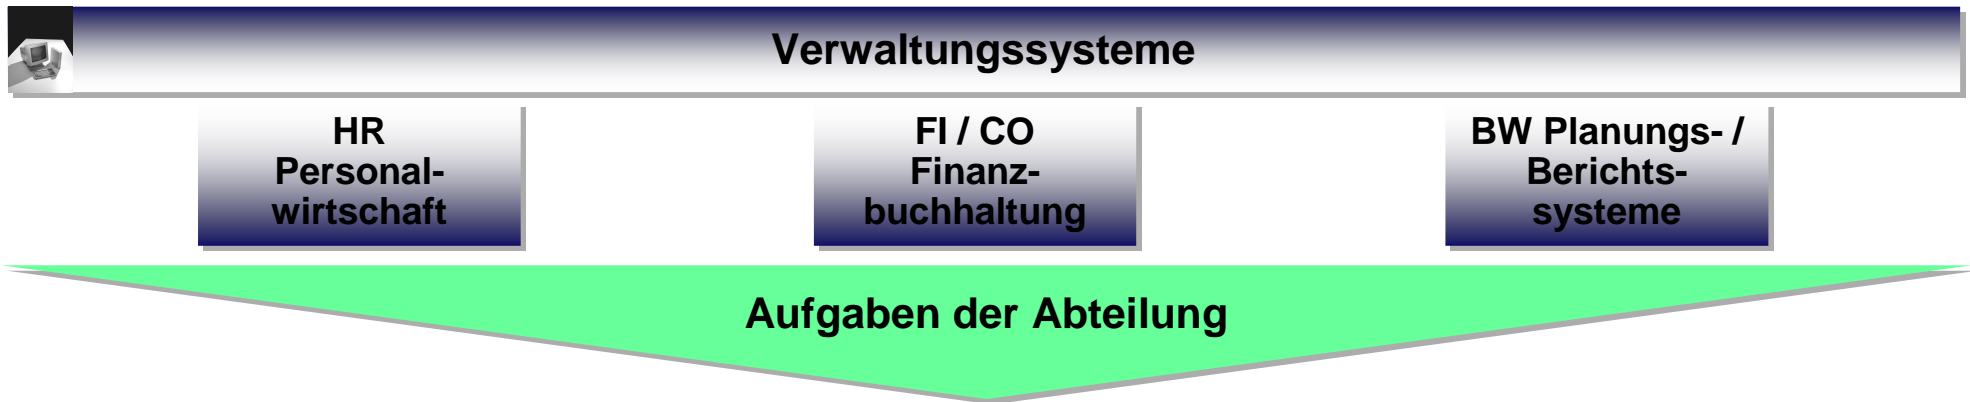 Verwaltungssysteme
HR
Personal-
wirtschaft
FI / CO
Finanz-
buchhaltung
BW Planungs- /
Berichts-
systeme
Aufgaben der Abteilung